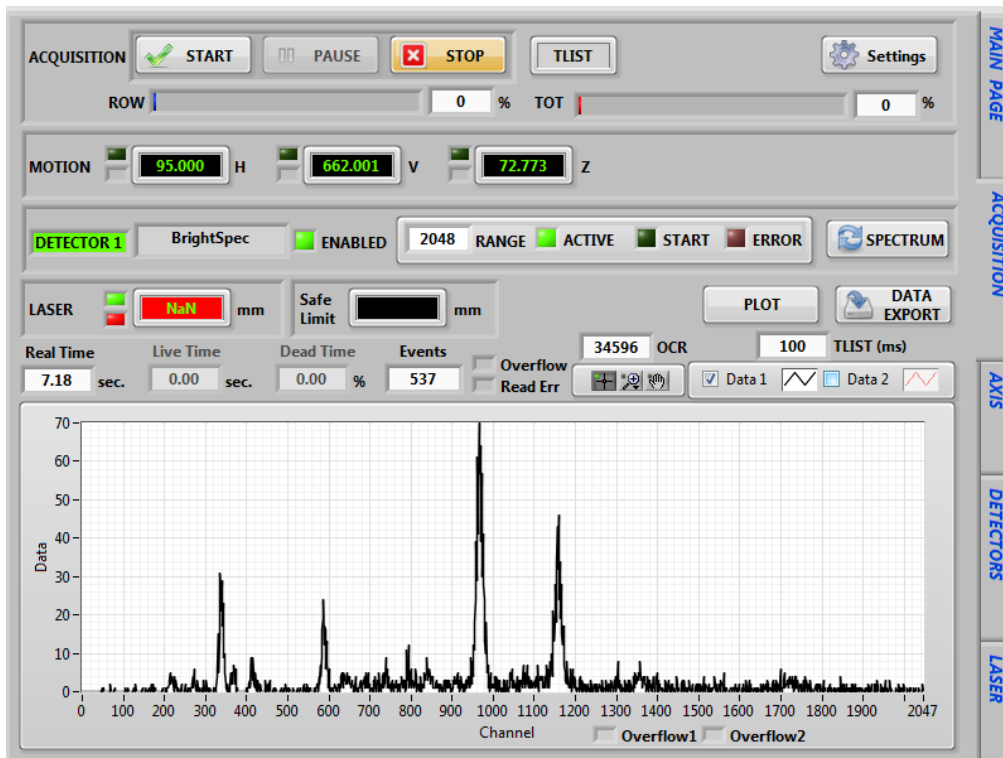 ACQUISITION START PAUSE STOP TLIST Settings
ROW 0 % TOT 0 %
MOTION 95.000 H 662.001 V 72.773 Z
DETECTOR 1 BrightSpec ENABLED 2048 RANGE ACTIVE START ERROR SPECTRUM
LASER NaN mm Safe Limit mm PLOT DATA EXPORT
Real Time Live Time Dead Time Events Overflow 34596 OCR 100 TLIST (ms)
7.18 sec. 0.00 sec. 0.00 % 537 Read Err Data 1 Data 2
70
60
50
40
30
20
10
0
Data
0 100 200 300 400 500 600 700 800 900 1000 1100 1200 1300 1400 1500 1600 1700 1800 1900 2047
Channel
Overflow1 Overflow2
MAIN PAGE
ACQUISITION
AXIS
DETECTORS
LASER